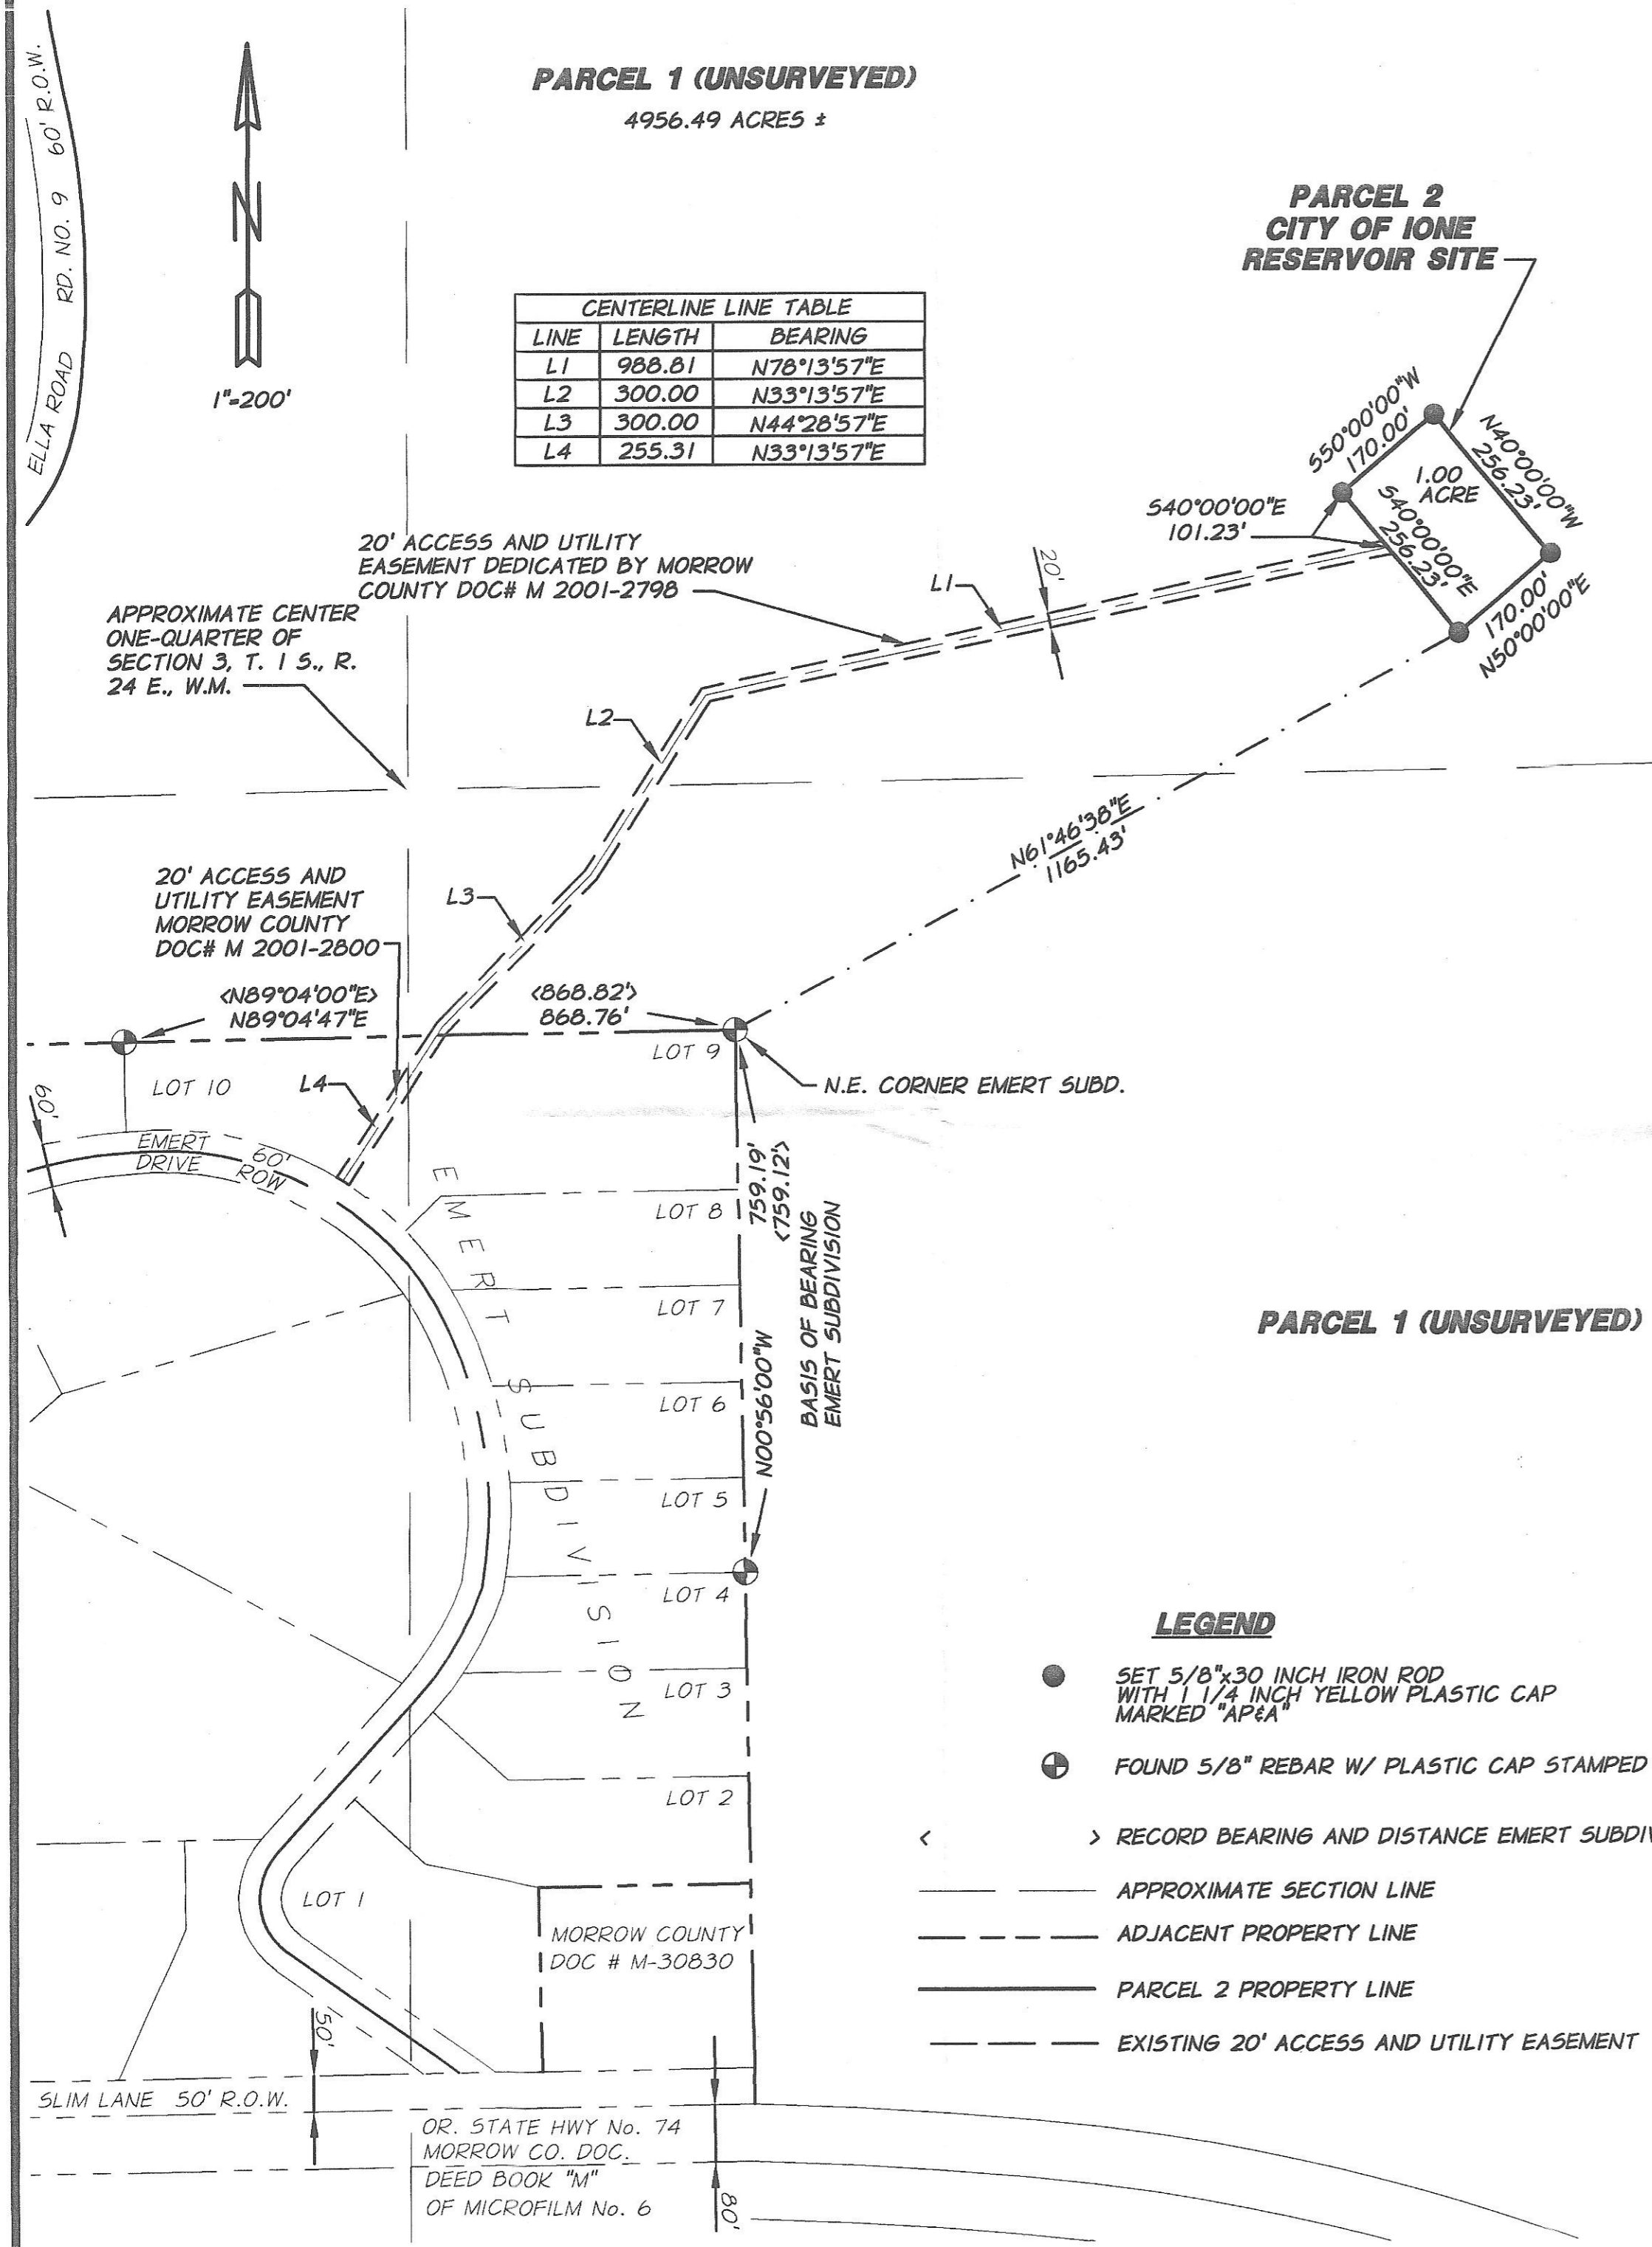 ELLA ROAD RD. NO. 9 60' R.O.W.
N
1"=200'
PARCEL 1 (UNSURVEYED)
4956.49 ACRES ±
PARCEL 2
CITY OF IONE
RESERVOIR SITE
CENTERLINE LINE TABLE
LINE LENGTH BEARING
L1 988.81 N78°13'57"E
L2 300.00 N33°13'57"E
L3 300.00 N44°28'57"E
L4 255.31 N33°13'57"E
S50°00'00"W
170.00'
N40°00'00"W
256.23'
1.00
ACRE
S40°00'00"E
256.23'
S40°00'00"E
101.23'
170.00'
N50°00'00"E
20' ACCESS AND UTILITY
EASEMENT DEDICATED BY MORROW
COUNTY DOC# M 2001-2798
L1
20'
APPROXIMATE CENTER
ONE-QUARTER OF
SECTION 3, T. 1 S., R.
24 E., W.M.
L2
N61°46'38"E
1165.43'
20' ACCESS AND
UTILITY EASEMENT
MORROW COUNTY
DOC# M 2001-2800
L3
<N89°04'00"E>
N89°04'47"E
<868.82'>
868.76'
LOT 9
N.E. CORNER EMERT SUBD.
LOT 10
L4
60'
EMERT
DRIVE
60'
ROW
EMERT SUBDIVISION
759.19'
<759.12'>
N00°56'00"W
BASIS OF BEARING
EMERT SUBDIVISION
LOT 8
LOT 7
LOT 6
LOT 5
LOT 4
LOT 3
LOT 2
LOT 1
PARCEL 1 (UNSURVEYED)
MORROW COUNTY
DOC # M-30830
50'
SLIM LANE 50' R.O.W.
OR. STATE HWY No. 74
MORROW CO. DOC.
DEED BOOK "M"
OF MICROFILM No. 6
80'
LEGEND
SET 5/8"x30 INCH IRON ROD
WITH 1 1/4 INCH YELLOW PLASTIC CAP
MARKED "AP&A"
FOUND 5/8" REBAR W/ PLASTIC CAP STAMPED
< > RECORD BEARING AND DISTANCE EMERT SUBDIV
APPROXIMATE SECTION LINE
ADJACENT PROPERTY LINE
PARCEL 2 PROPERTY LINE
EXISTING 20' ACCESS AND UTILITY EASEMENT